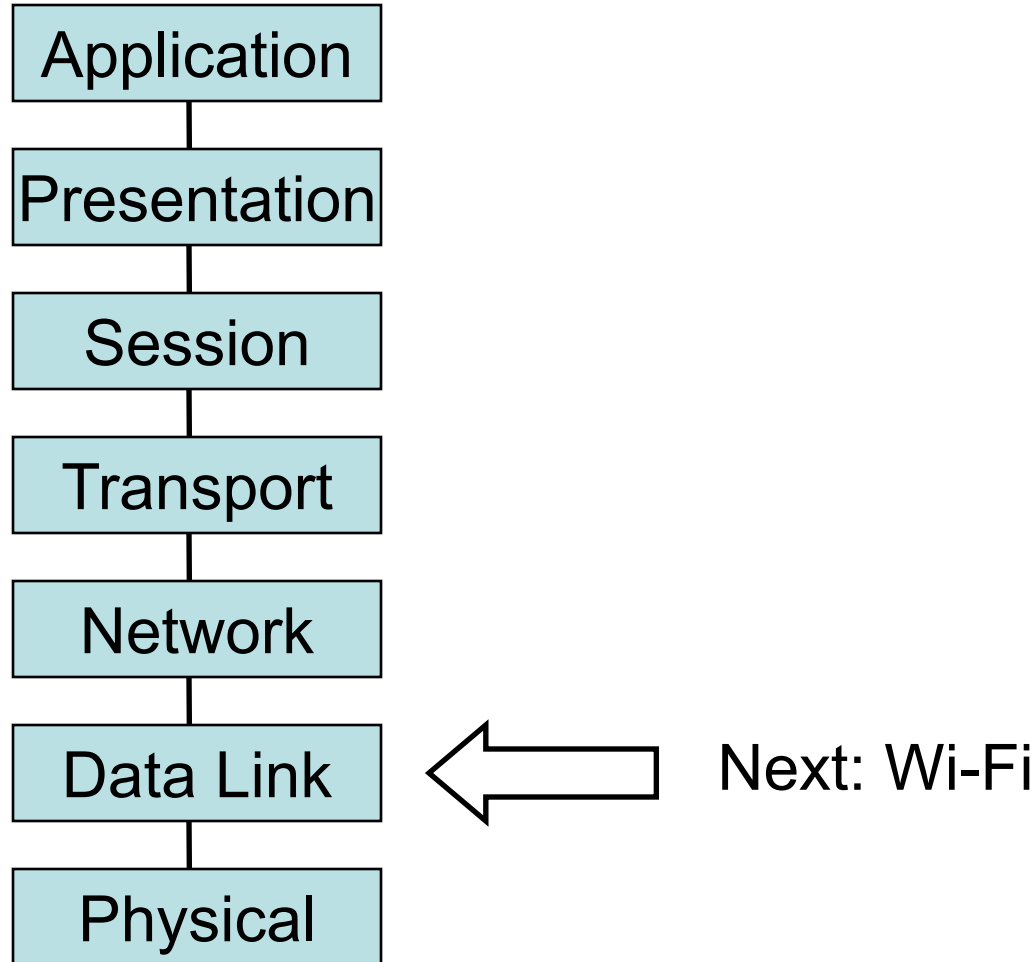 Application
Presentation
Session
Transport
Network
Data Link
Next: Wi-Fi
Physical